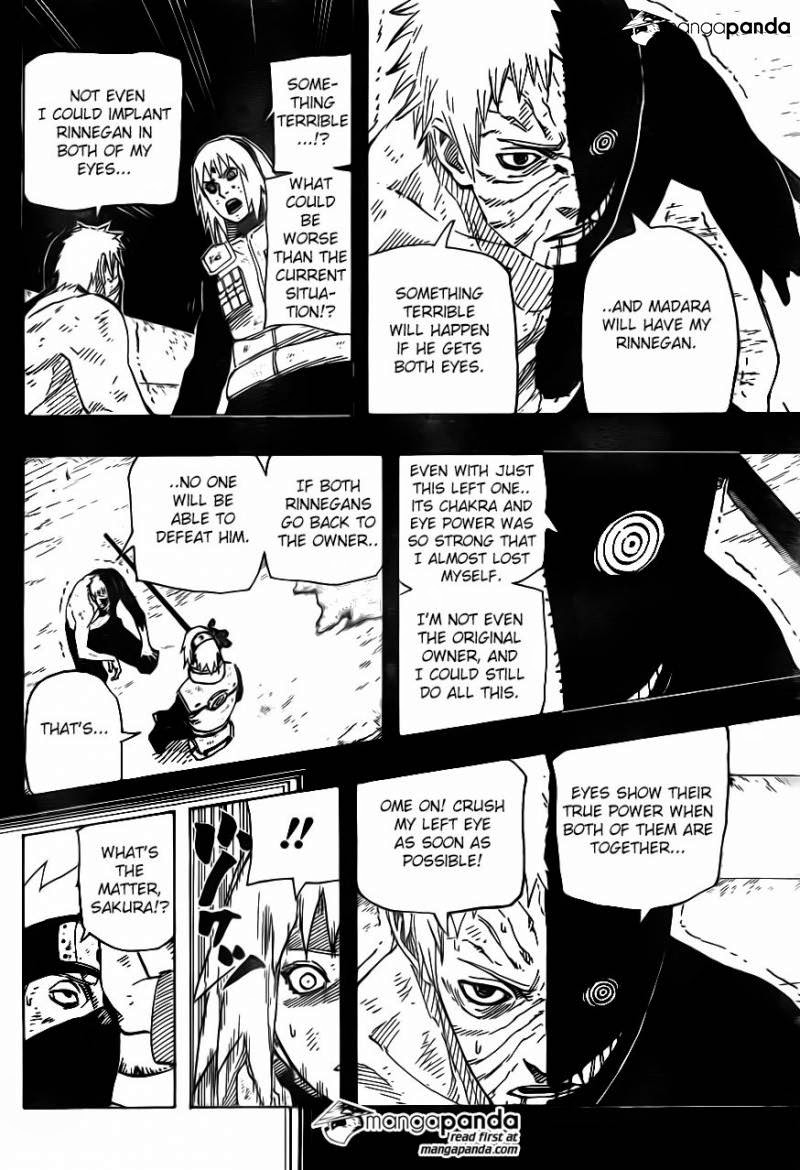 mangapanda
..AND MADARA
WILL HAVE MY
RINNEGAN.
SOMETHING
TERRIBLE
WILL HAPPEN
IF HE GETS
BOTH EYES.
SOME-
THING
TERRIBLE
...!?
WHAT
COULD
BE
WORSE
THAN THE
CURRENT
SITUA-
TION!?
NOT EVEN
I COULD IMPLANT
RINNEGAN IN
BOTH OF MY
EYES...
EVEN WITH JUST
THIS LEFT ONE..
ITS CHAKRA AND
EYE POWER WAS
SO STRONG THAT
I ALMOST LOST
MYSELF.
I'M NOT EVEN
THE ORIGINAL
OWNER, AND
I COULD STILL
DO ALL THIS.
IF BOTH
RINNEGANS
GO BACK TO
THE OWNER..
..NO ONE
WILL BE
ABLE TO
DEFEAT HIM.
THAT'S...
EYES SHOW THEIR
TRUE POWER WHEN
BOTH OF THEM ARE
TOGETHER...
OME ON! CRUSH
MY LEFT EYE
AS SOON AS
POSSIBLE!
!!
WHAT'S
THE
MATTER,
SAKURA!?
mangapanda
read first at
mangapanda.com